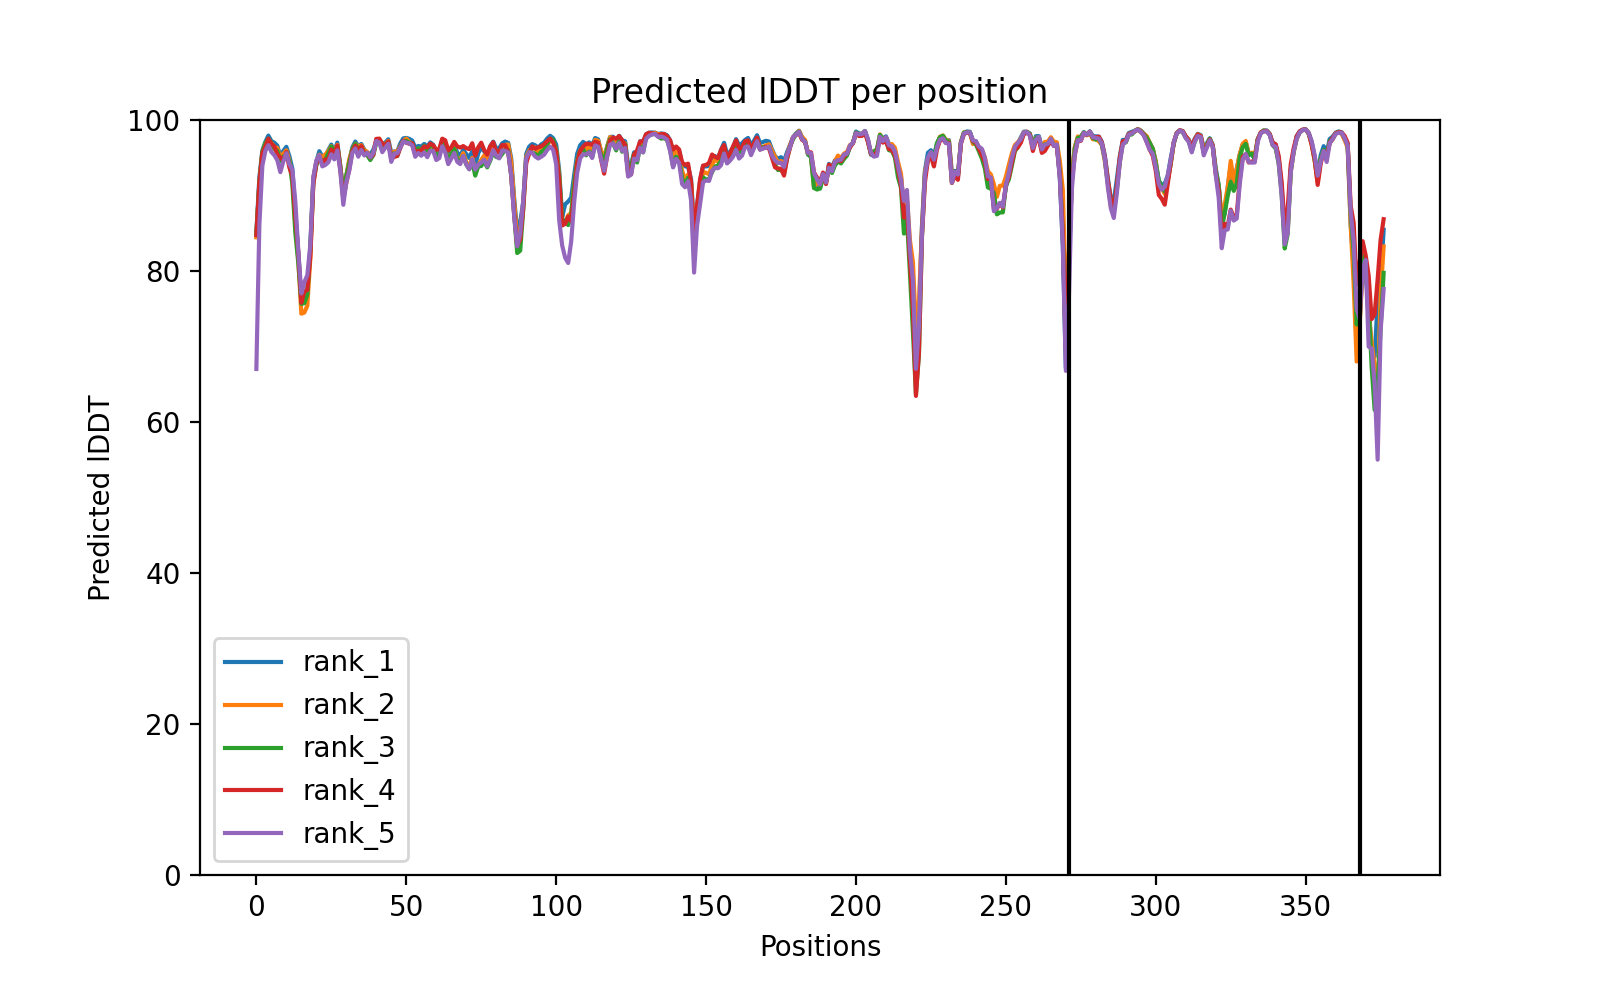 Predicted lDDT per position
100
80
60
40
20
0
Predicted lDDT
rank_1
rank_2
rank_3
rank_4
rank_5
0 50 100 150 200 250 300 350
Positions